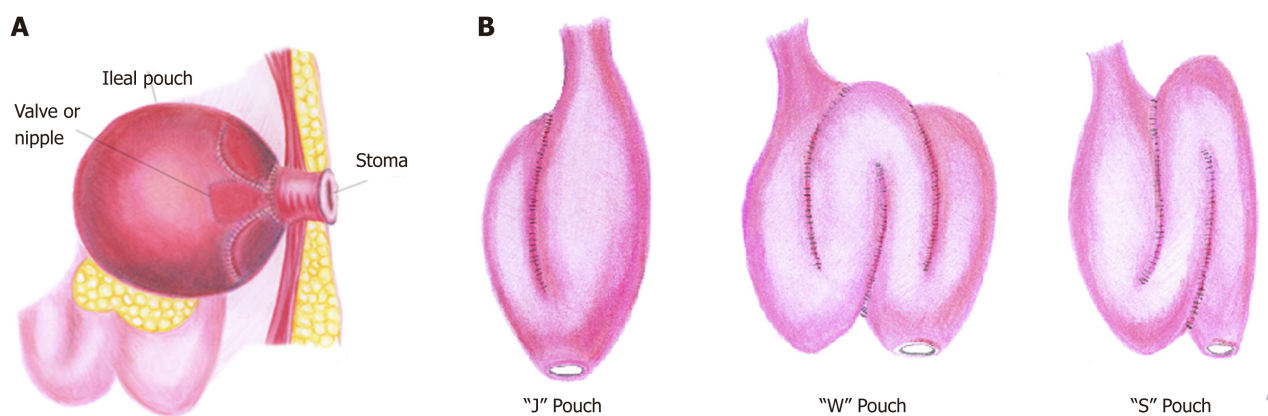 A
B
Ileal pouch
Valve or
nipple
Stoma
“J” Pouch
“W” Pouch
“S” Pouch